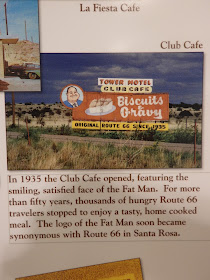 La Fiesta Cafe
Club Cafe
TOWER MOTEL
CLUB CAFE
Biscuits
Gravy
ORIGINAL ROUTE 66 SINCE 1935
In 1935 the Club Cafe opened, featuring the
smiling, satisfied face of the Fat Man. For more
than fifty years, thousands of hungry Route 66
travelers stopped to enjoy a tasty, home cooked
meal. The logo of the Fat Man soon became
synonymous with Route 66 in Santa Rosa.